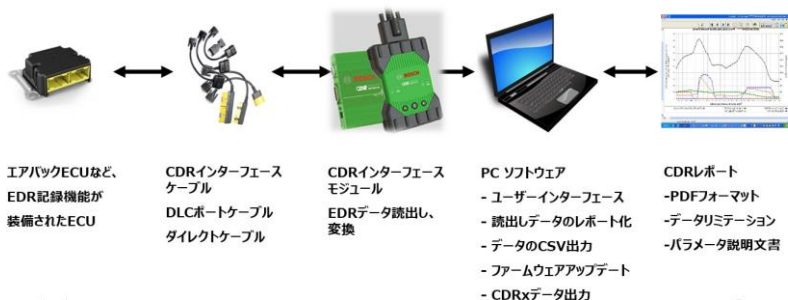 BOSCH
エアバックECUなど、
EDR記録機能が
装備されたECU
CDRインターフェース
ケーブル
DLCポートケーブル
ダイレクトケーブル
CDRインターフェース
モジュール
EDRデータ読出し、
変換
PC ソフトウェア
- ユーザーインターフェース
- 読出しデータのレポート化
- データのCSV出力
- ファームウェアアップデート
- CDRxデータ出力
CDRレポート
-PDFフォーマット
-データリミテーション
-パラメータ説明文書